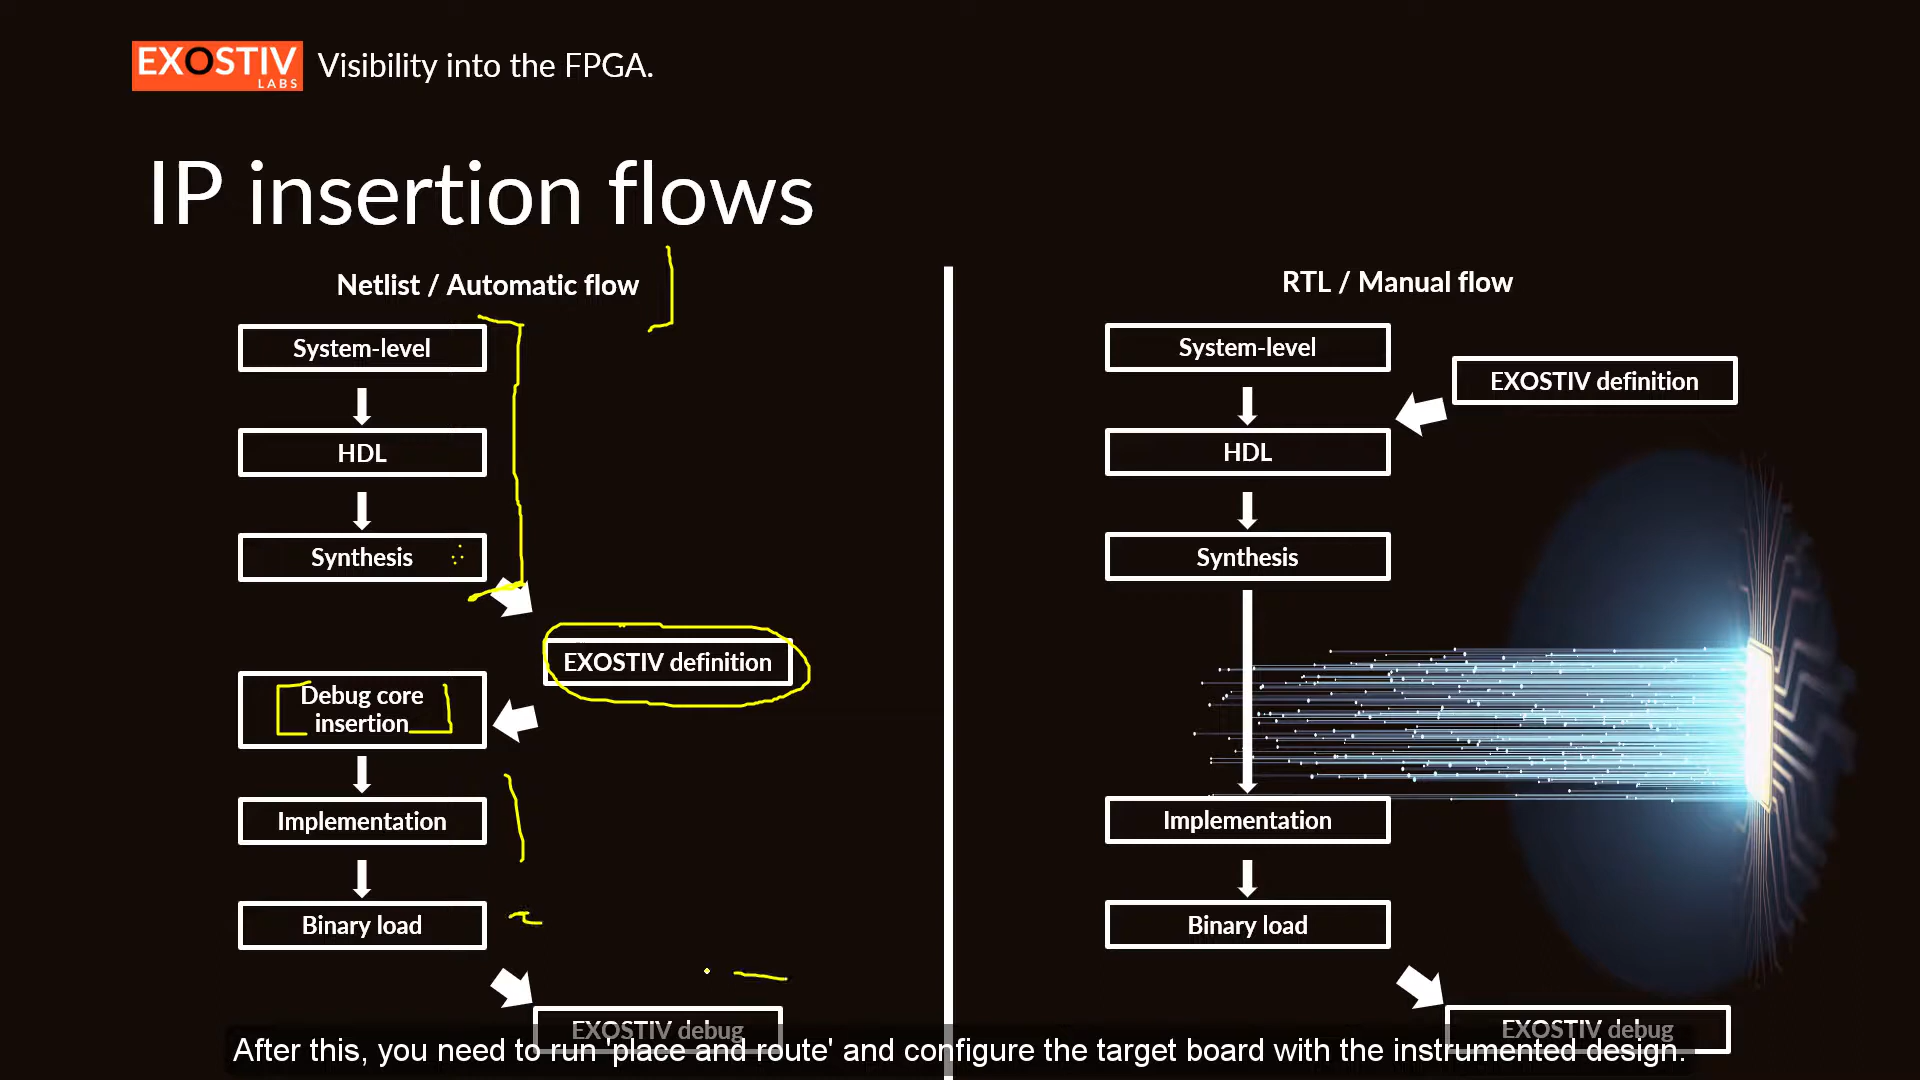 EXOSTIV
LABS
Visibility into the FPGA.
IP insertion flows
Netlist / Automatic flow
System-level
HDL
Synthesis
EXOSTIV definition
Debug core
insertion
Implementation
Binary load
EXOSTIV debug
RTL / Manual flow
System-level
EXOSTIV definition
HDL
Synthesis
Implementation
Binary load
EXOSTIV debug
After this, you need to run 'place and route' and configure the target board with the instrumented design.